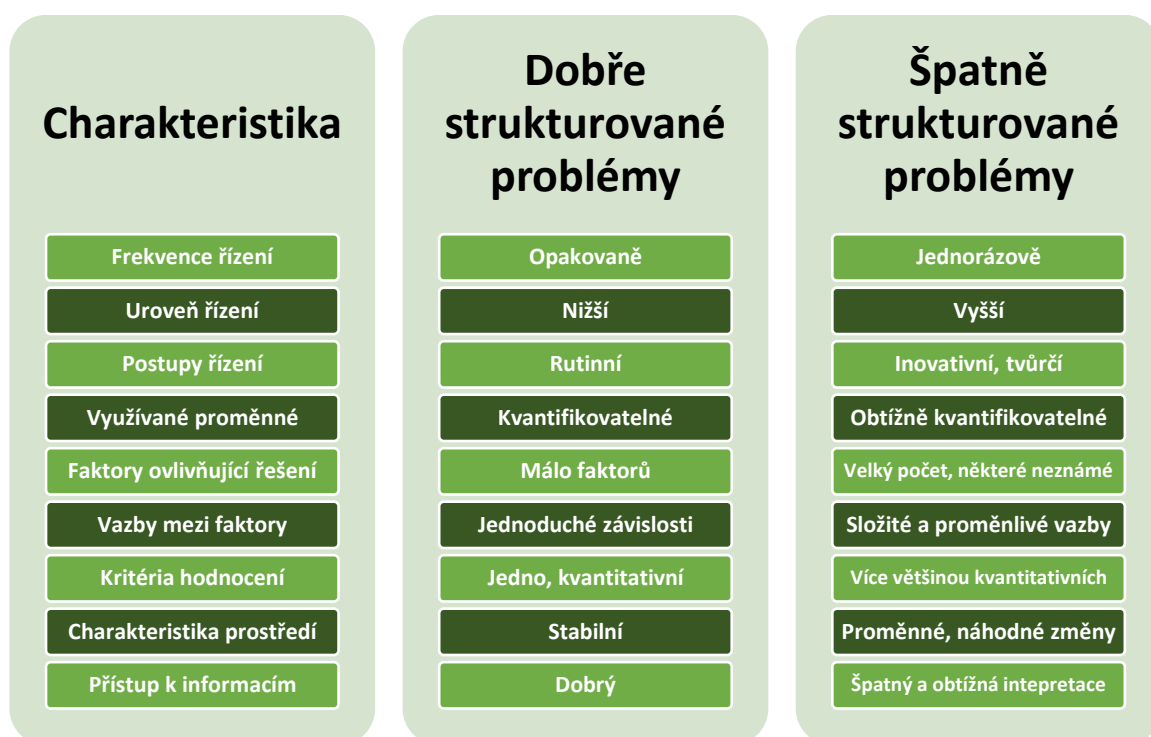 Charakteristika
Frekvence řízení
Uroveň řízení
Postupy řízení
Využívané proměnné
Faktory ovlivňující řešení
Vazby mezi faktory
Kritéria hodnocení
Charakteristika prostředí
Přístup k informacím
Dobře
strukturované
problémy
Opakovaně
Nižší
Rutinní
Kvantifikovatelné
Málo faktorů
Jednoduché závislosti
Jedno, kvantitativní
Stabilní
Dobrý
Špatně
strukturované
problémy
Jednorázově
Vyšší
Inovativní, tvůrčí
Obtížně kvantifikovatelné
Velký počet, některé neznámé
Složité a proměnlivé vazby
Více většinou kvantitativních
Proměnné, náhodné změny
Špatný a obtížná intepretace